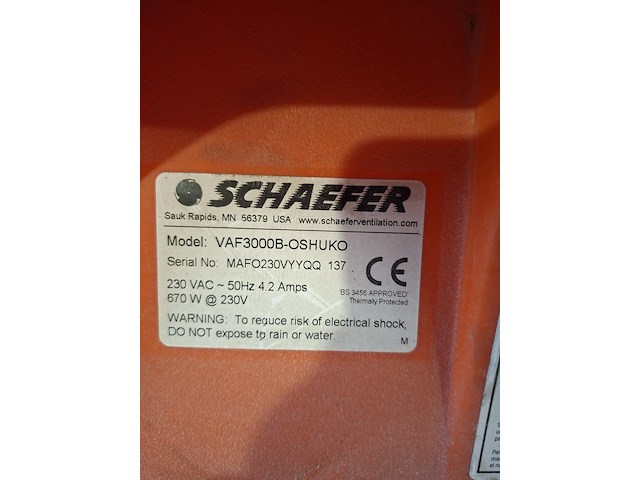 SCHAEFER
Sauk Rapids, MN 56379 USA www.schaeferventilation.com
Model: VAF3000B-OSHUKO
Serial No: MAFO230VYYQQ 137
230 VAC ~ 50Hz 4.2 Amps
670 W @ 230V
CE
'BS 3456 APPROVED'
Thermally Protected
WARNING: To reduce risk of electrical shock,
DO NOT expose to rain or water.
M